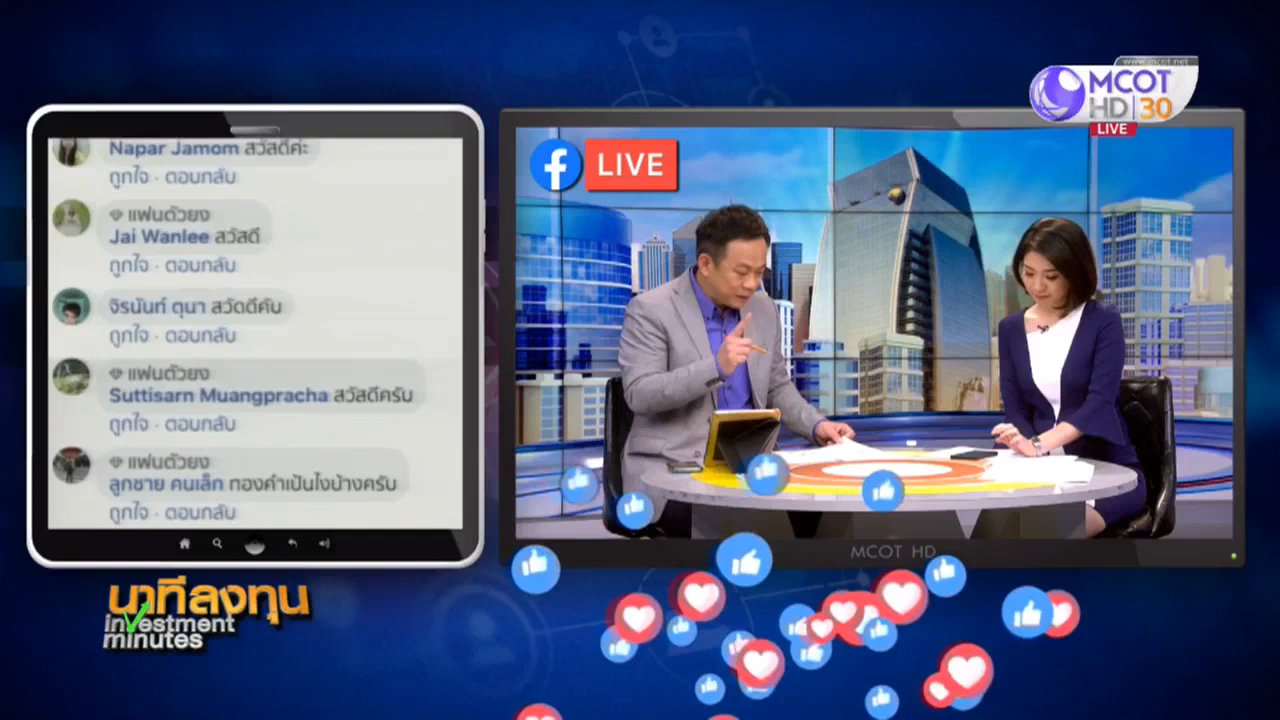 www.mcot.net
MCOT
HD 30
LIVE
Napar Jamom สวัสดีค่ะ
ถูกใจ · ตอบกลับ
แฟนตัวยง
Jai Wanlee สวัสดี
ถูกใจ · ตอบกลับ
จิรนันท์ ตุนา สวัดดีคับ
ถูกใจ · ตอบกลับ
แฟนตัวยง
Suttisarn Muangpracha สวัสดีครับ
ถูกใจ · ตอบกลับ
แฟนตัวยง
ลูกชาย คนเล็ก ทองคำเป้นไงบ้างครับ
ถูกใจ · ตอบกลับ
f LIVE
MCOT HD
นาทีลงทุน
investment
minutes